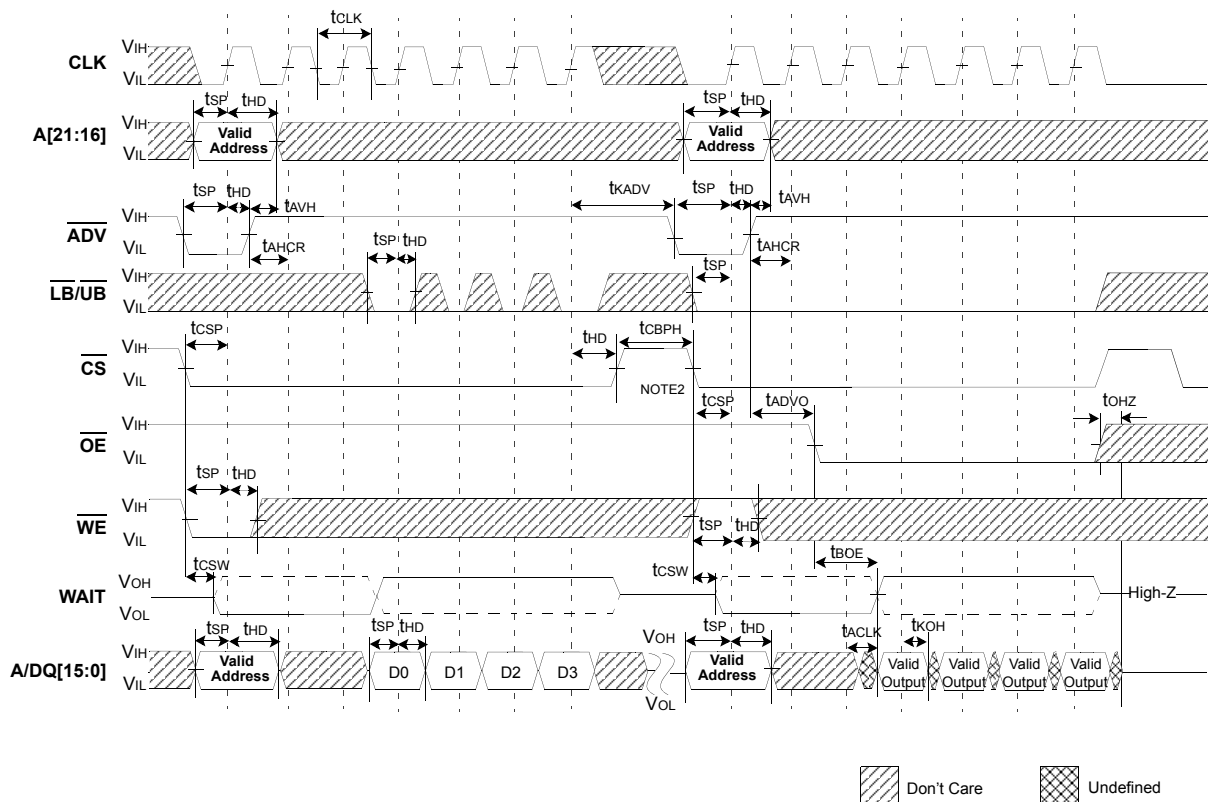 tCLK
CLK VIH VIL
tSP tHD tSP tHD
A[21:16] VIH VIL Valid Address Valid Address
tSP tHD tAVH tKADV tSP tHD tAVH
ADV VIH VIL
tAHCR tSP tHD tAHCR
LB/UB VIH VIL tSP
tCSP tHD tCBPH
CS VIH VIL
NOTE2
tCSP tADVO tOHZ
OE VIH VIL
tSP tHD
WE VIH VIL
tSP tHD
tCSW tCSW tBOE
WAIT VOH VOL High-Z
tSP tHD tSP tHD VOH tSP tHD tACLK tKOH
A/DQ[15:0] VIH VIL Valid Address D0 D1 D2 D3 VOL Valid Address Valid Output Valid Output Valid Output Valid Output
Don't Care Undefined